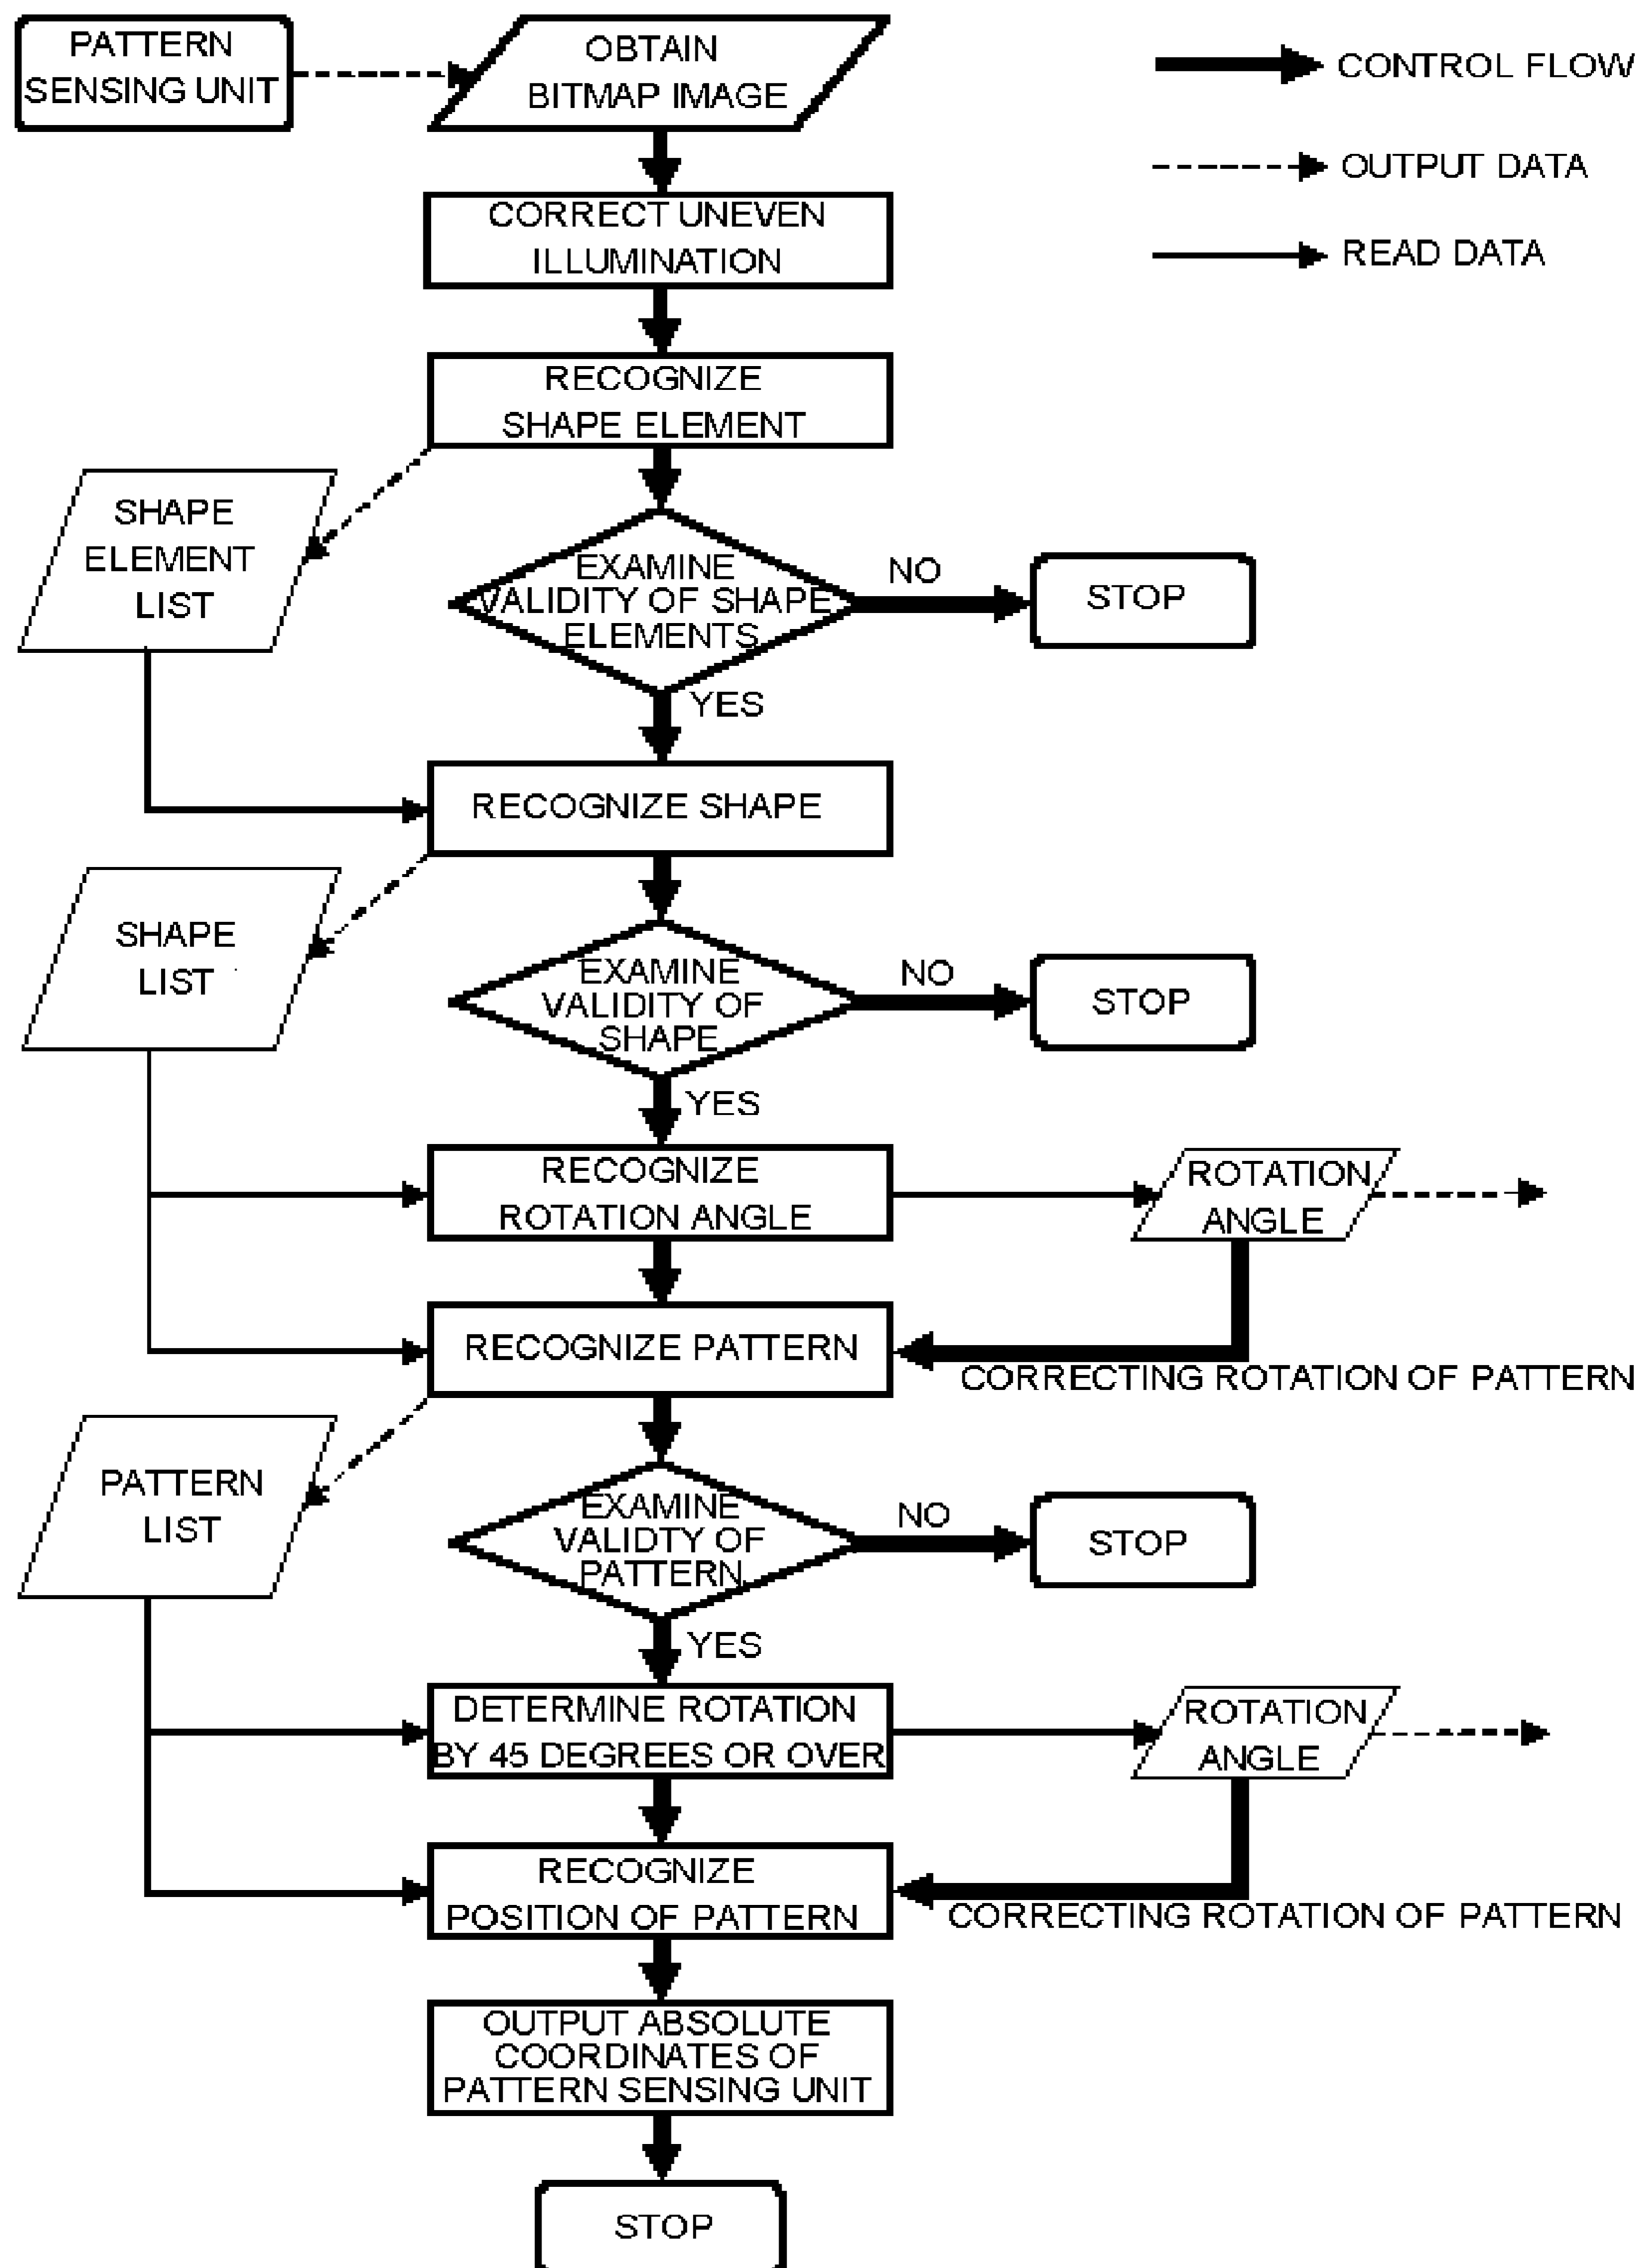 PATTERN
SENSING UNIT
OBTAIN
BITMAP IMAGE
CONTROL FLOW
OUTPUT DATA
READ DATA
CORRECT UNEVEN
ILLUMINATION
RECOGNIZE
SHAPE ELEMENT
SHAPE
ELEMENT
LIST
EXAMINE
VALIDITY OF SHAPE
ELEMENTS
NO
STOP
YES
RECOGNIZE SHAPE
SHAPE
LIST
EXAMINE
VALIDITY OF
SHAPE
NO
STOP
YES
RECOGNIZE
ROTATION ANGLE
ROTATION
ANGLE
RECOGNIZE PATTERN
CORRECTING ROTATION OF PATTERN
PATTERN
LIST
EXAMINE
VALIDTY OF
PATTERN
NO
STOP
YES
DETERMINE ROTATION
BY 45 DEGREES OR OVER
ROTATION
ANGLE
RECOGNIZE
POSITION OF PATTERN
CORRECTING ROTATION OF PATTERN
OUTPUT ABSOLUTE
COORDINATES OF
PATTERN SENSING UNIT
STOP